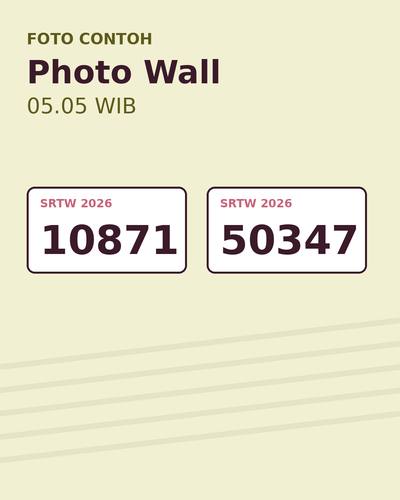 FOTO CONTOH
Photo Wall
05.05 WIB
SRTW 2026
10871
SRTW 2026
50347